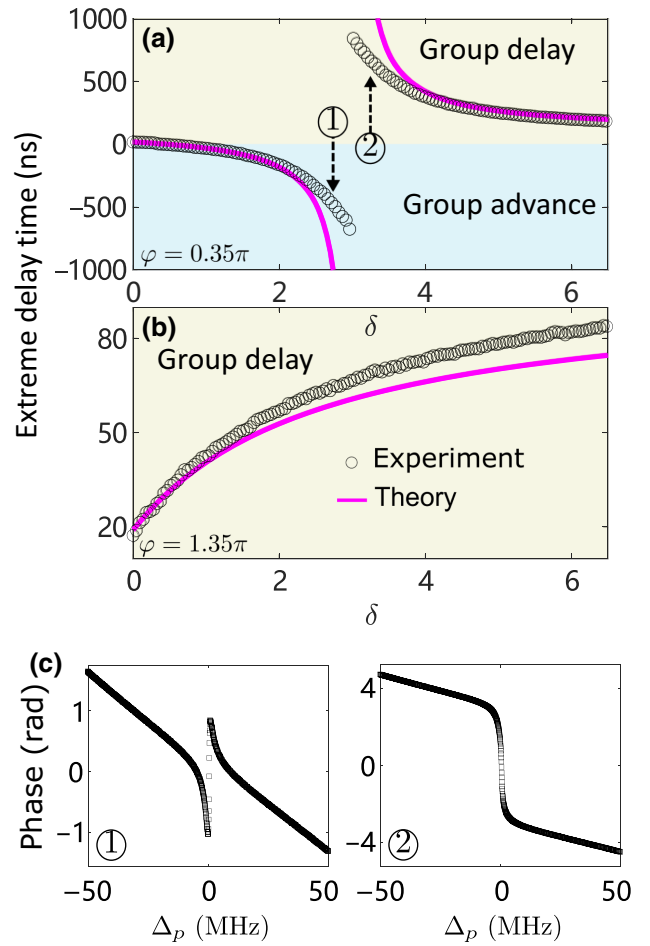 Extreme delay time (ns)
(a)
1000
500
0
−500
−1000
Group delay
①
②
Group advance
φ = 0.35π
0 2 4 6
δ
(b)
80
50
20
Group delay
Experiment
Theory
φ = 1.35π
0 2 4 6
δ
(c)
Phase (rad)
1
0
−1
①
−50 0 50
Δp (MHz)
4
0
−4
②
−50 0 50
Δp (MHz)